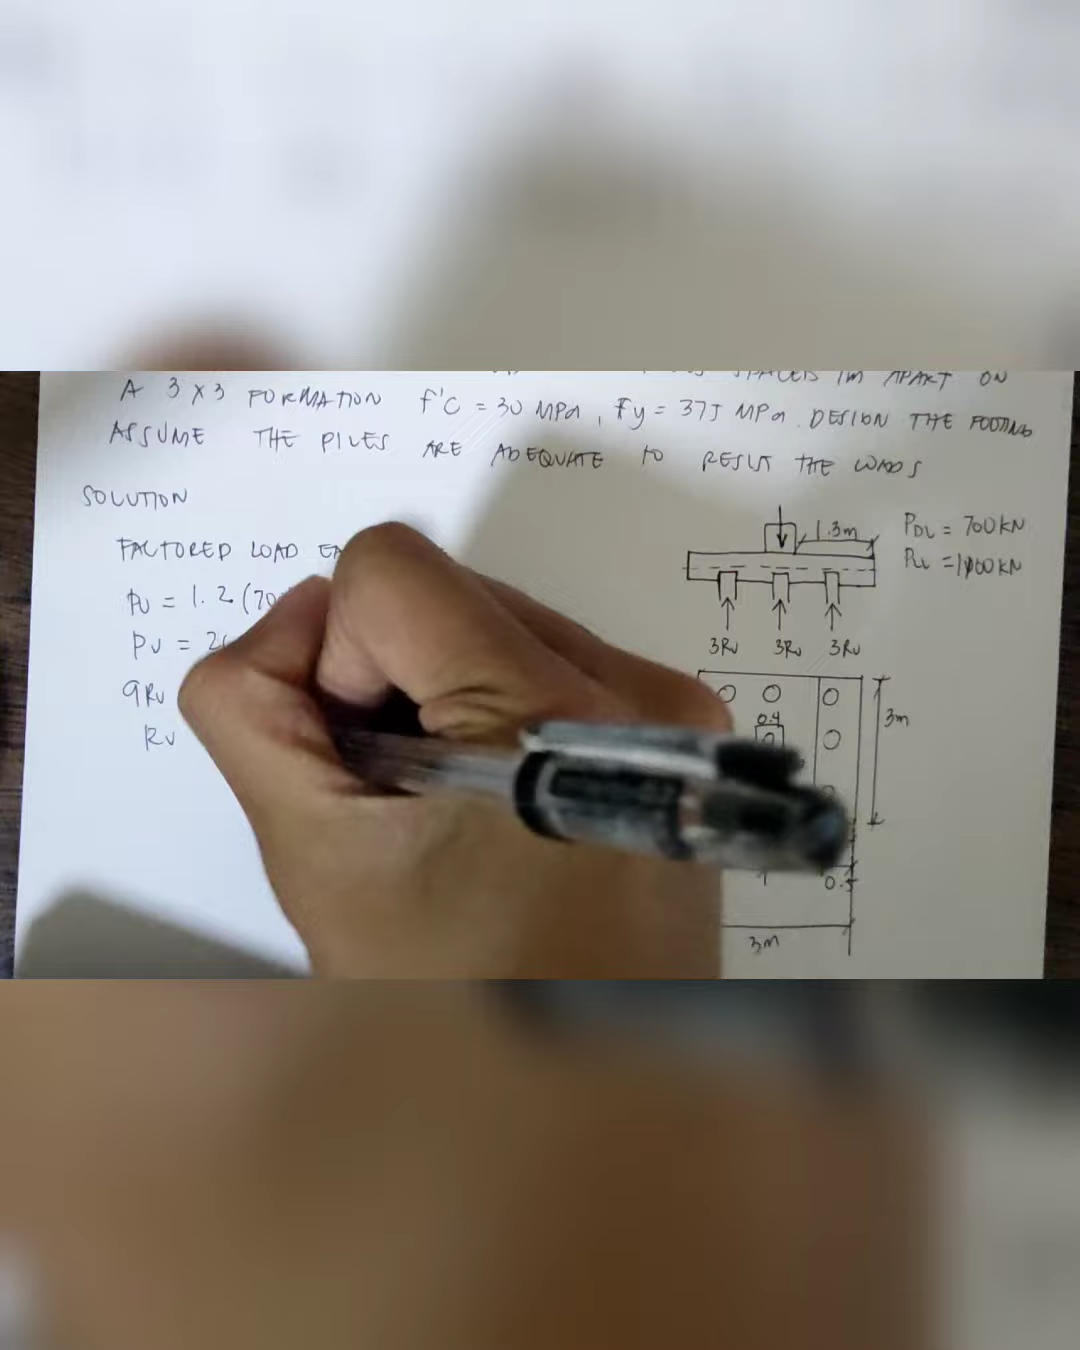 A 3 X 3 FORMATION f'c = 30 MPa, Fy = 375 MPa. DESIGN THE FOOTING
ASSUME THE PILES ARE ADEQUATE TO RESIST THE LOADS
SOLUTION
FACTORED LOAD
PU = 1.2 (70
PU = 2
9RU
RU
1.3m
PDL = 700 kN
PLL = 1100 kN
3RU 3RU 3RU
0.4
3m
1
0.5
3m